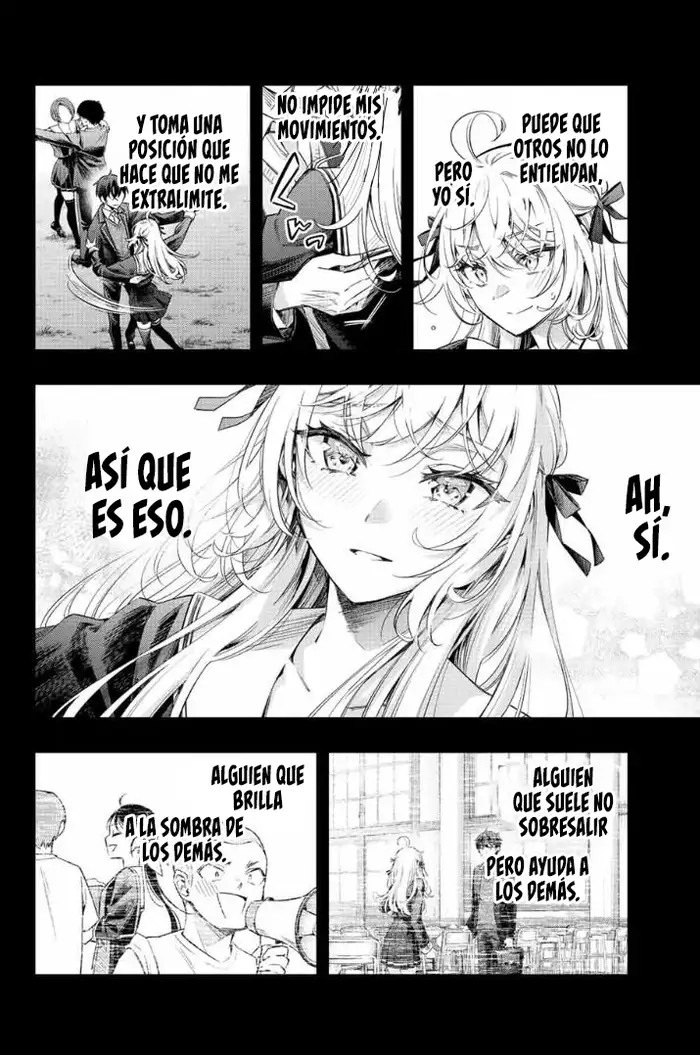 PUEDE QUE
OTROS NO LO
ENTIENDAN,
PERO
YO SÍ.
NO IMPIDE MIS
MOVIMIENTOS.
Y TOMA UNA
POSICIÓN QUE
HACE QUE NO ME
EXTRALIMITE.
AH,
SÍ.
ASÍ QUE
ES ESO.
ALGUIEN
QUE SUELE NO
SOBRESALIR
PERO AYUDA A
LOS DEMÁS.
ALGUIEN QUE
BRILLA
A LA SOMBRA DE
LOS DEMÁS.